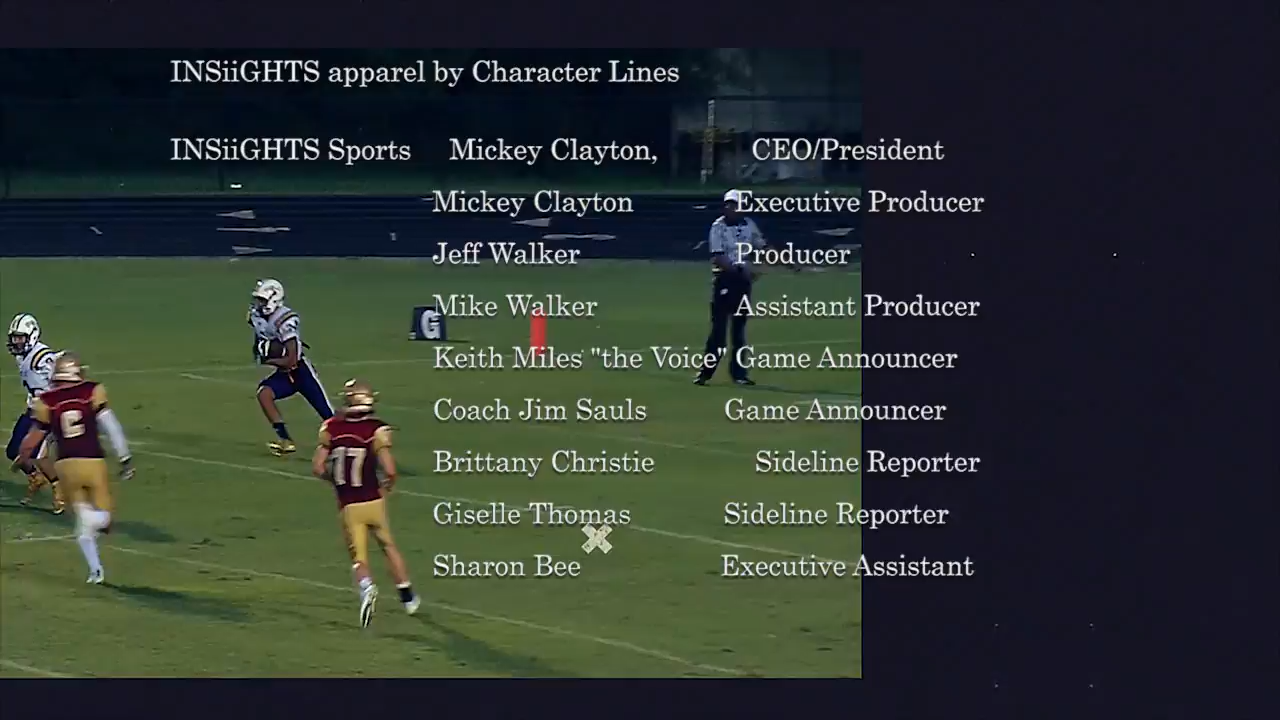 INSiiGHTS apparel by Character Lines
INSiiGHTS Sports Mickey Clayton, CEO/President
Mickey Clayton Executive Producer
Jeff Walker Producer
Mike Walker Assistant Producer
Keith Miles "the Voice" Game Announcer
Coach Jim Sauls Game Announcer
Brittany Christie Sideline Reporter
Giselle Thomas Sideline Reporter
Sharon Bee Executive Assistant
G
17